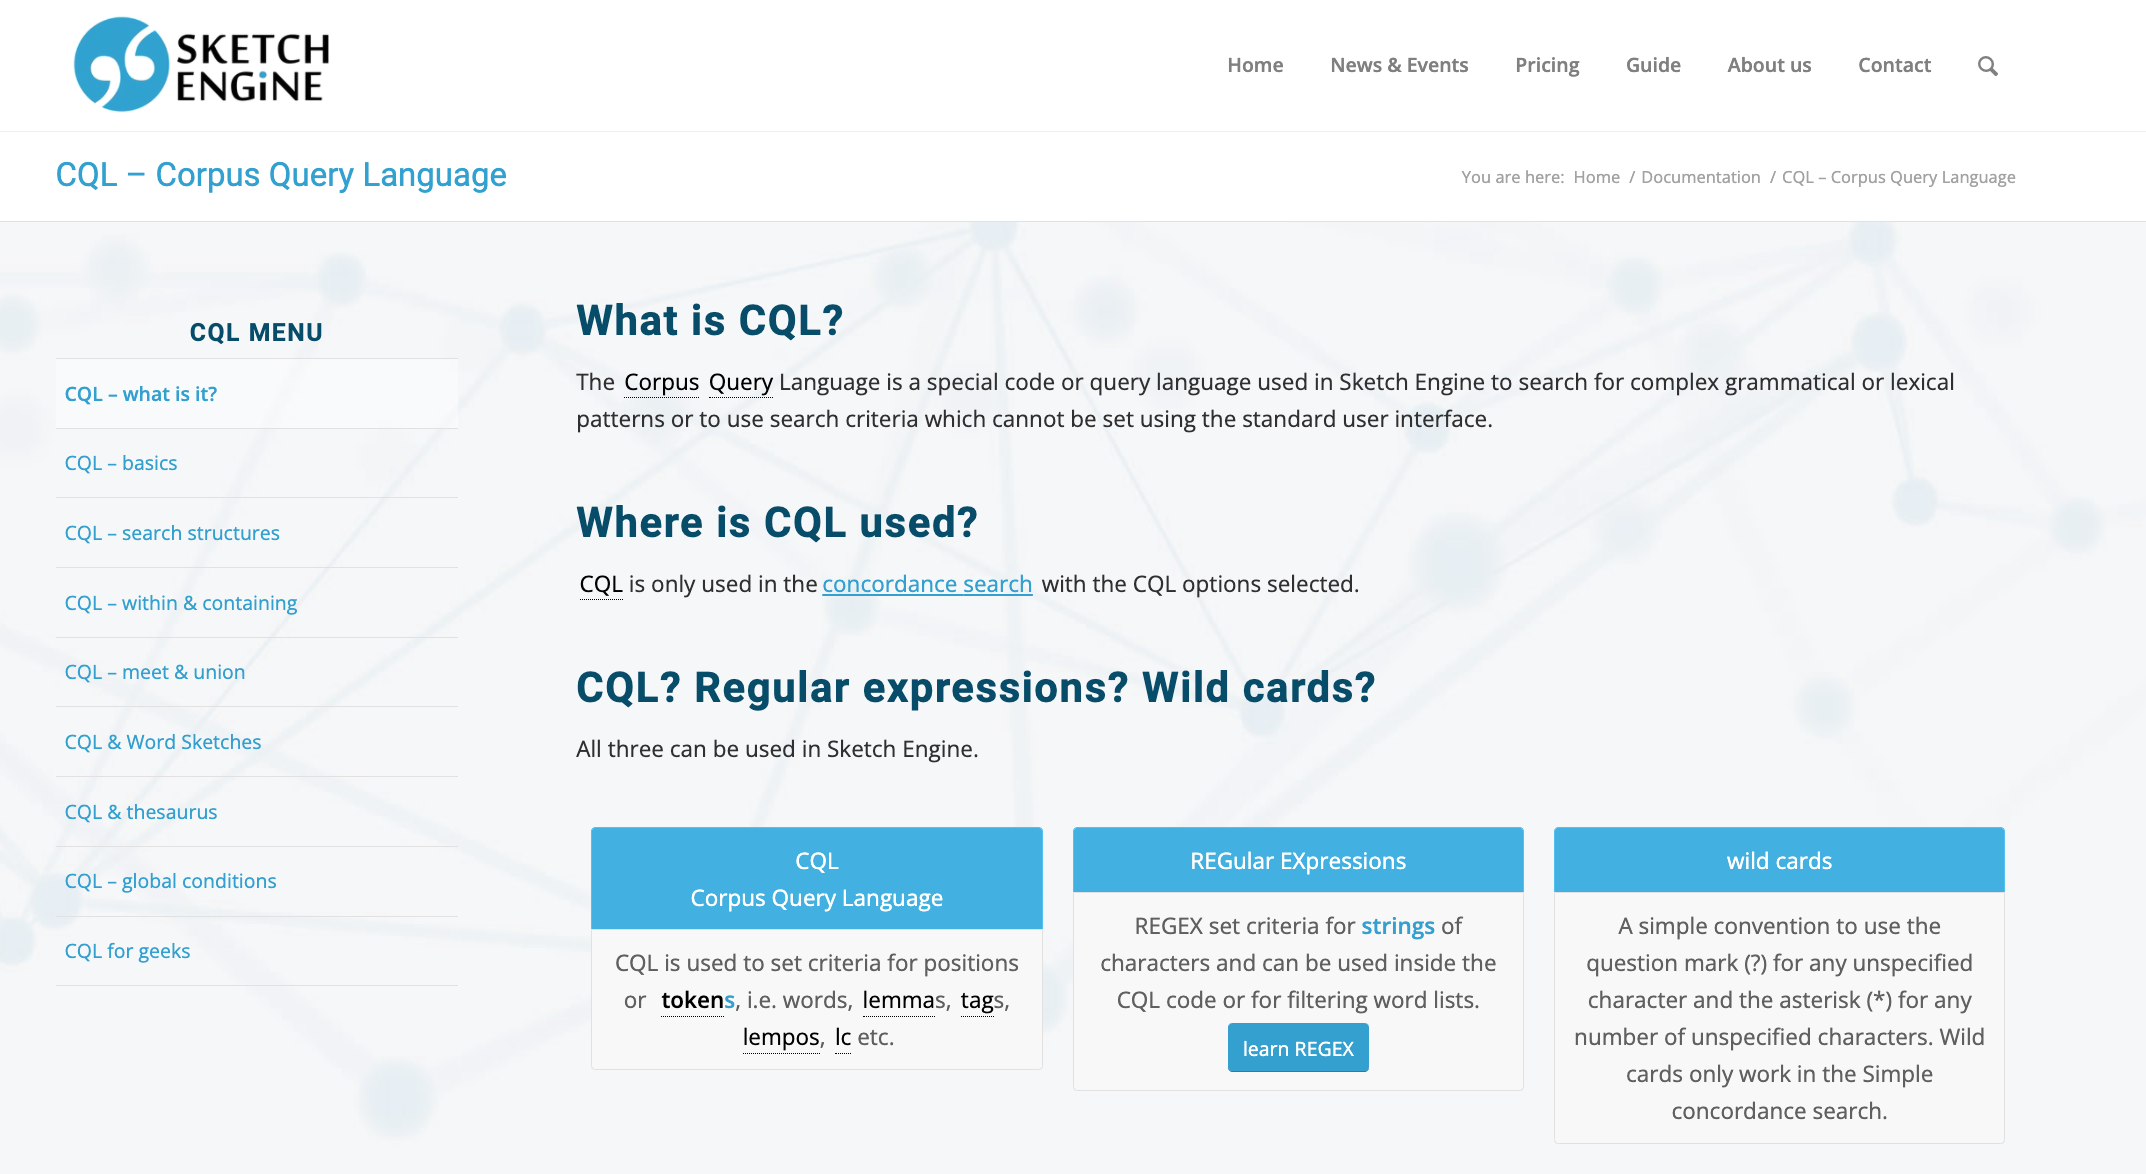 SKETCH
ENGiNE
Home News & Events Pricing Guide About us Contact
CQL – Corpus Query Language
You are here: Home / Documentation / CQL – Corpus Query Language
CQL MENU
CQL – what is it?
CQL – basics
CQL – search structures
CQL – within & containing
CQL – meet & union
CQL & Word Sketches
CQL & thesaurus
CQL – global conditions
CQL for geeks
What is CQL?
The Corpus Query Language is a special code or query language used in Sketch Engine to search for complex grammatical or lexical
patterns or to use search criteria which cannot be set using the standard user interface.
Where is CQL used?
CQL is only used in the concordance search with the CQL options selected.
CQL? Regular expressions? Wild cards?
All three can be used in Sketch Engine.
CQL
Corpus Query Language
CQL is used to set criteria for positions
or tokens, i.e. words, lemmas, tags,
lempos, lc etc.
REGular EXpressions
REGEX set criteria for strings of
characters and can be used inside the
CQL code or for filtering word lists.
learn REGEX
wild cards
A simple convention to use the
question mark (?) for any unspecified
character and the asterisk (*) for any
number of unspecified characters. Wild
cards only work in the Simple
concordance search.